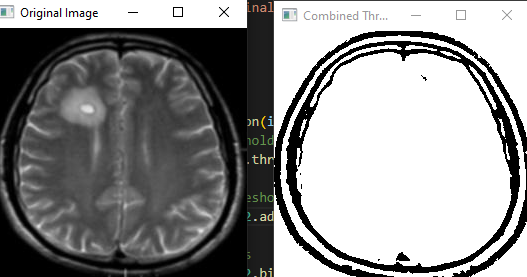 Original Image
Combined Thr...
inal
on(i
hold
.thr
esho
2.ad
s
2.bi